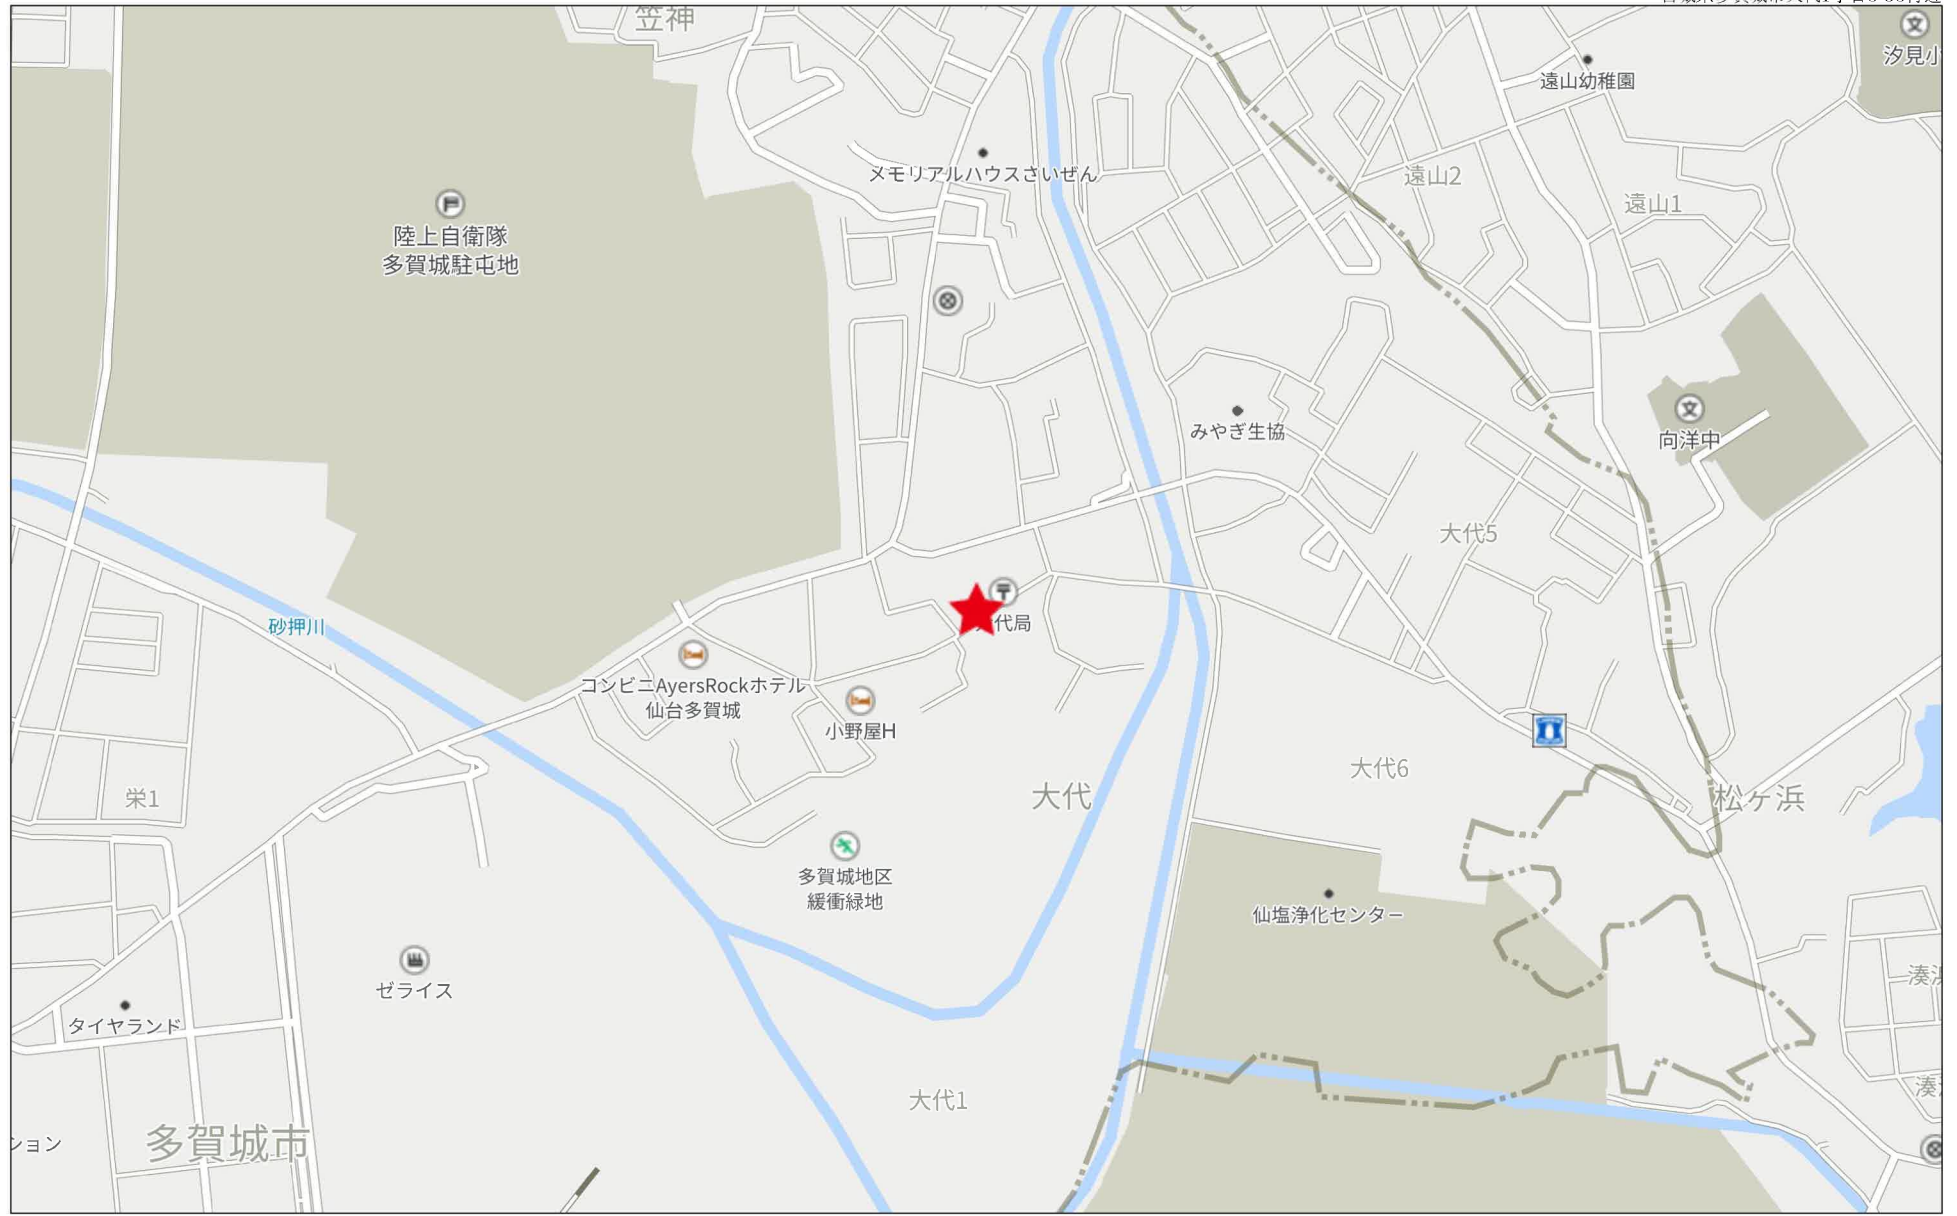 笠神
汐見小
遠山幼稚園
メモリアルハウスさいぜん
遠山2
遠山1
陸上自衛隊
多賀城駐屯地
みやぎ生協
向洋中
大代5
砂押川
代局
コンビニAyersRockホテル
仙台多賀城
小野屋H
大代6
大代
栄1
松ヶ浜
多賀城地区
緩衝緑地
仙塩浄化センター
ゼライス
湊浜
タイヤランド
大代1
湊
ション
多賀城市